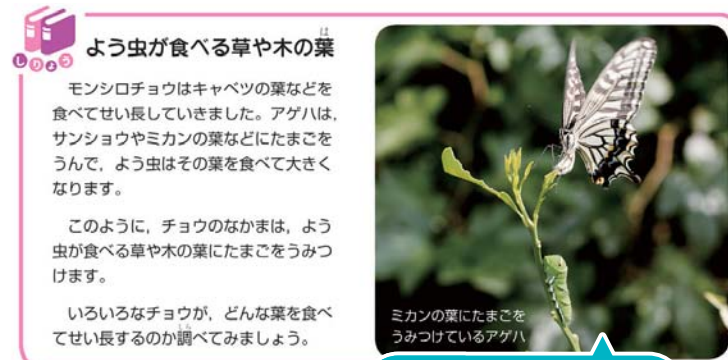 しりょう
は
よう虫が食べる草や木の葉
モンシロチョウはキャベツの葉などを
食べてせい長していきました。アゲハは，
サンショウやミカンの葉などにたまごを
うんで，よう虫はその葉を食べて大きく
なります。
このように，チョウのなかまは，よう
虫が食べる草や木の葉にたまごをうみつ
けます。
いろいろなチョウが，どんな葉を食べ
しら
てせい長するのか調べてみましょう。
ミカンの葉にたまごを
うみつけているアゲハ